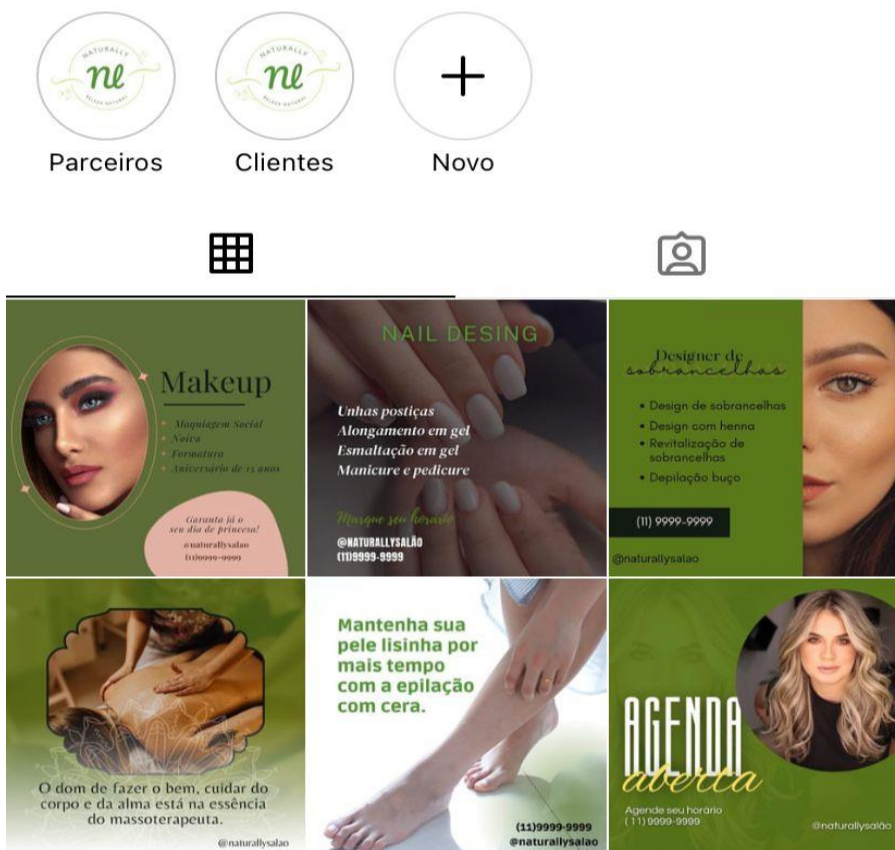 NATURALLY
nl
BELEZA NATURAL
NATURALLY
nl
BELEZA NATURAL
Parceiros
Clientes
Novo
Makeup
Maquiagem Social
Noiva
Formatura
Aniversário de 15 anos
Garanta já o
seu dia de princesa!
@naturallysalao
(11)9999-9999
NAIL DESING
Unhas postiças
Alongamento em gel
Esmaltação em gel
Manicure e pedicure
Marque seu horário
@NATURALLYSALÃO
(11)9999-9999
Designer de
sobrancelhas
• Design de sobrancelhas
• Design com henna
• Revitalização de
sobrancelhas
• Depilação buço
(11) 9999-9999
@naturallysalao
O dom de fazer o bem, cuidar do
corpo e da alma está na essência
do massoterapeuta.
@naturallysalao
Mantenha sua
pele lisinha por
mais tempo
com a epilação
com cera.
(11)9999-9999
@naturallysalao
AGENDA
aberta
Agende seu horário
( 11) 9999-9999
@naturallysalão